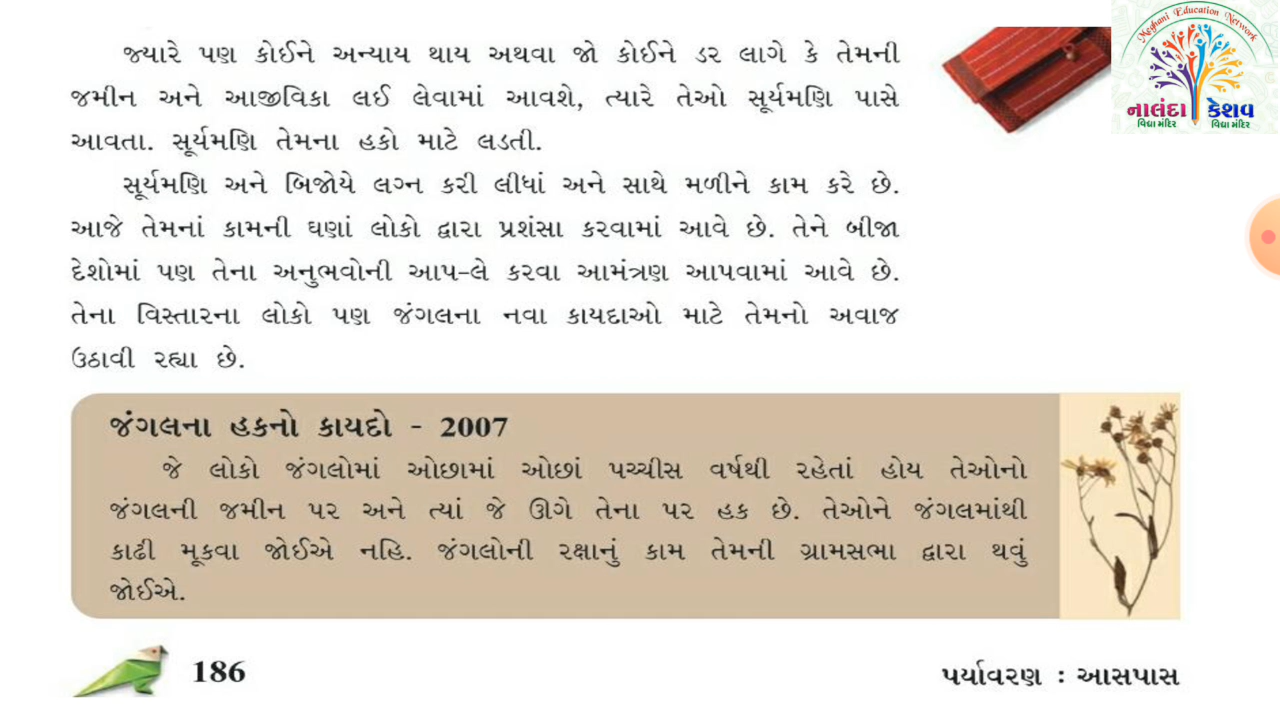 Meghani Education Network
નાલંદા કેશવ
વિદ્યા મંદિર વિદ્યા મંદિર
જ્યારે પણ કોઈને અન્યાય થાય અથવા જો કોઈને ડર લાગે કે તેમની
જમીન અને આજીવિકા લઈ લેવામાં આવશે, ત્યારે તેઓ સૂર્યમણિ પાસે
આવતા. સૂર્યમણિ તેમના હકો માટે લડતી.
સૂર્યમણિ અને બિજોયે લગ્ન કરી લીધાં અને સાથે મળીને કામ કરે છે.
આજે તેમનાં કામની ઘણાં લોકો દ્વારા પ્રશંસા કરવામાં આવે છે. તેને બીજા
દેશોમાં પણ તેના અનુભવોની આપ-લે કરવા આમંત્રણ આપવામાં આવે છે.
તેના વિસ્તારના લોકો પણ જંગલના નવા કાયદાઓ માટે તેમનો અવાજ
ઉઠાવી રહ્યા છે.
જંગલના હકનો કાયદો - 2007
જે લોકો જંગલોમાં ઓછામાં ઓછાં પચ્ચીસ વર્ષથી રહેતાં હોય તેઓનો
જંગલની જમીન પર અને ત્યાં જે ઊગે તેના પર હક છે. તેઓને જંગલમાંથી
કાઢી મૂકવા જોઈએ નહિ. જંગલોની રક્ષાનું કામ તેમની ગ્રામસભા દ્વારા થવું
જોઈએ.
186
પર્યાવરણ : આસપાસ